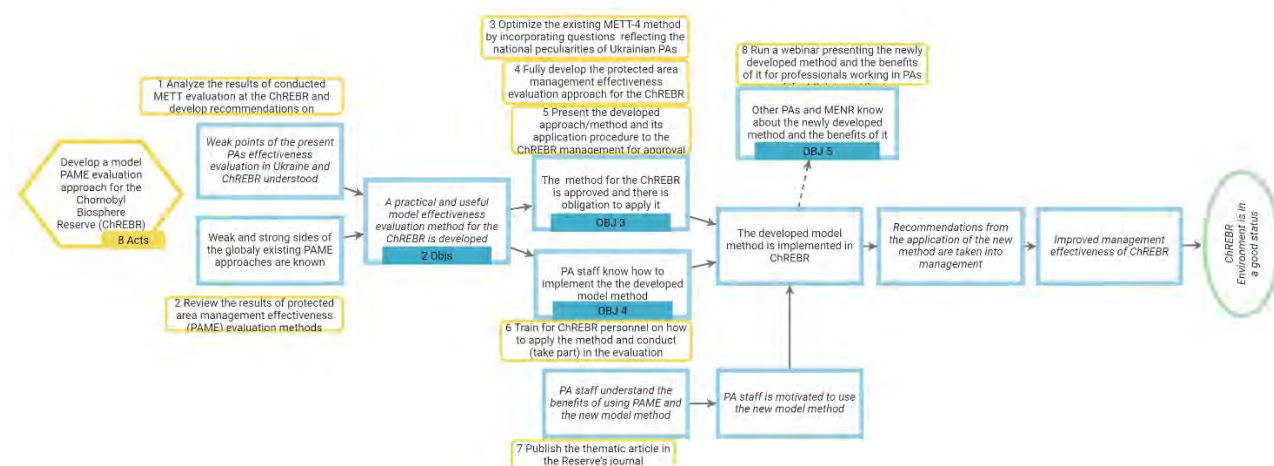 3 Optimize the existing METT-4 method
by incorporating questions reflecting the
national peculiarities of Ukrainian PAs
8 Run a webinar presenting the newly
developed method and the benefits
of it for professionals working in PAs
4 Fully develop the protected area
management effectiveness
evaluation approach for the ChREBR
1 Analyze the results of conducted
METT evaluation at the ChREBR and
develop recommendations on
5 Present the developed
approach/method and its
application procedure to the
ChREBR management for approval
Other PAs and MENR know
about the newly developed
method and the benefits of it
OBJ 5
Weak points of the present
PAs effectiveness
evaluation in Ukraine and
ChREBR understood
Develop a model
PAME evaluation
approach for the
Chornobyl
Biosphere
Reserve (ChREBR)
8 Acts
The method for the ChREBR
is approved and there is
obligation to apply it
OBJ 3
A practical and useful
model effectiveness
evaluation method for
the ChREBR is developed
2 Objs
Weak and strong sides of
the globaly existing PAME
approaches are known
The developed model
method is implemented in
ChREBR
Recommendations from
the application of the new
method are taken into
management
Improved management
effectiveness of ChREBR
ChREBR
Environment is in
a good status
PA staff know how to
implement the the developed
model method
OBJ 4
2 Review the results of protected
area management effectiveness
(PAME) evaluation methods
6 Train for ChREBR personnel on how
to apply the method and conduct
(take part) in the evaluation
PA staff understand the
benefits of using PAME and
the new model method
PA staff is motivated to use
the new model method
7 Publish the thematic article in
the Reserve's journal